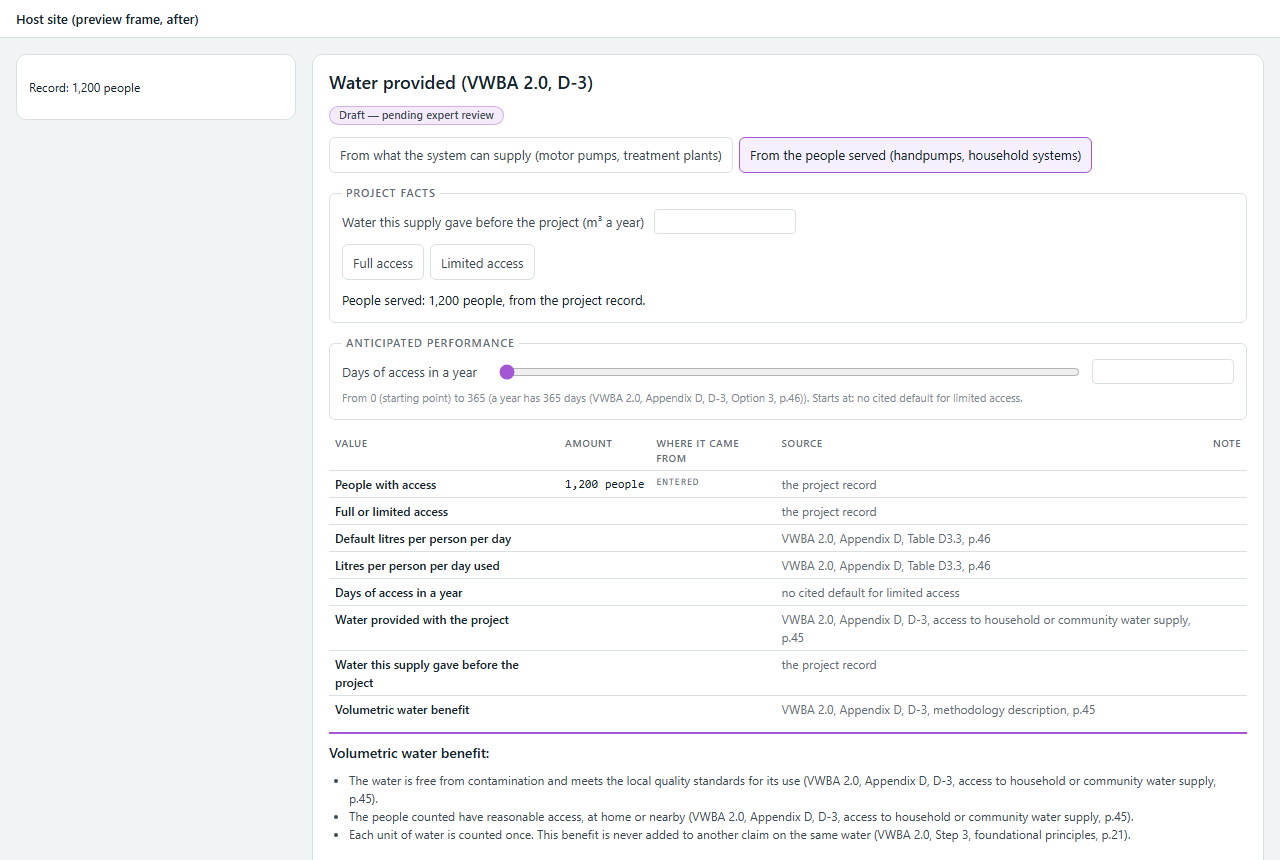 Host site (preview frame, after)
Record: 1,200 people
Water provided (VWBA 2.0, D-3)
Draft — pending expert review
From what the system can supply (motor pumps, treatment plants)
From the people served (handpumps, household systems)
PROJECT FACTS
Water this supply gave before the project (m³ a year)
Full access
Limited access
People served: 1,200 people, from the project record.
ANTICIPATED PERFORMANCE
Days of access in a year
From 0 (starting point) to 365 (a year has 365 days (VWBA 2.0, Appendix D, D-3, Option 3, p.46)). Starts at: no cited default for limited access.
VALUE AMOUNT WHERE IT CAME SOURCE NOTE
FROM
People with access 1,200 people ENTERED the project record
Full or limited access the project record
Default litres per person per day VWBA 2.0, Appendix D, Table D3.3, p.46
Litres per person per day used VWBA 2.0, Appendix D, Table D3.3, p.46
Days of access in a year no cited default for limited access
Water provided with the project VWBA 2.0, Appendix D, D-3, access to household or community water supply,
p.45
Water this supply gave before the the project record
project
Volumetric water benefit VWBA 2.0, Appendix D, D-3, methodology description, p.45
Volumetric water benefit:
• The water is free from contamination and meets the local quality standards for its use (VWBA 2.0, Appendix D, D-3, access to household or community water supply,
p.45).
• The people counted have reasonable access, at home or nearby (VWBA 2.0, Appendix D, D-3, access to household or community water supply, p.45).
• Each unit of water is counted once. This benefit is never added to another claim on the same water (VWBA 2.0, Step 3, foundational principles, p.21).